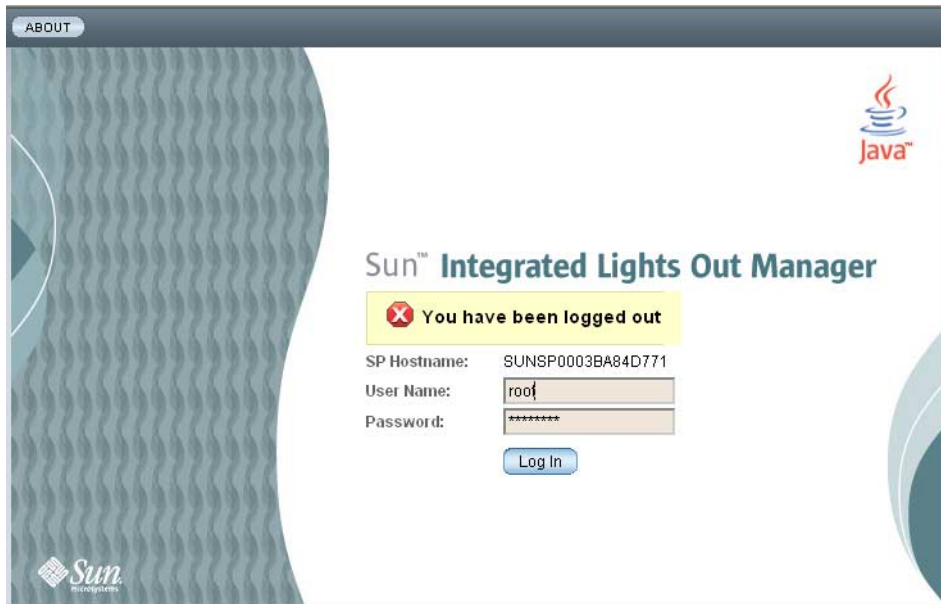 ABOUT
Java™
Sun™ Integrated Lights Out Manager
You have been logged out
SP Hostname: SUNSP0003BA84D771
User Name: root
Password: ********
Log In
Sun
microsystems